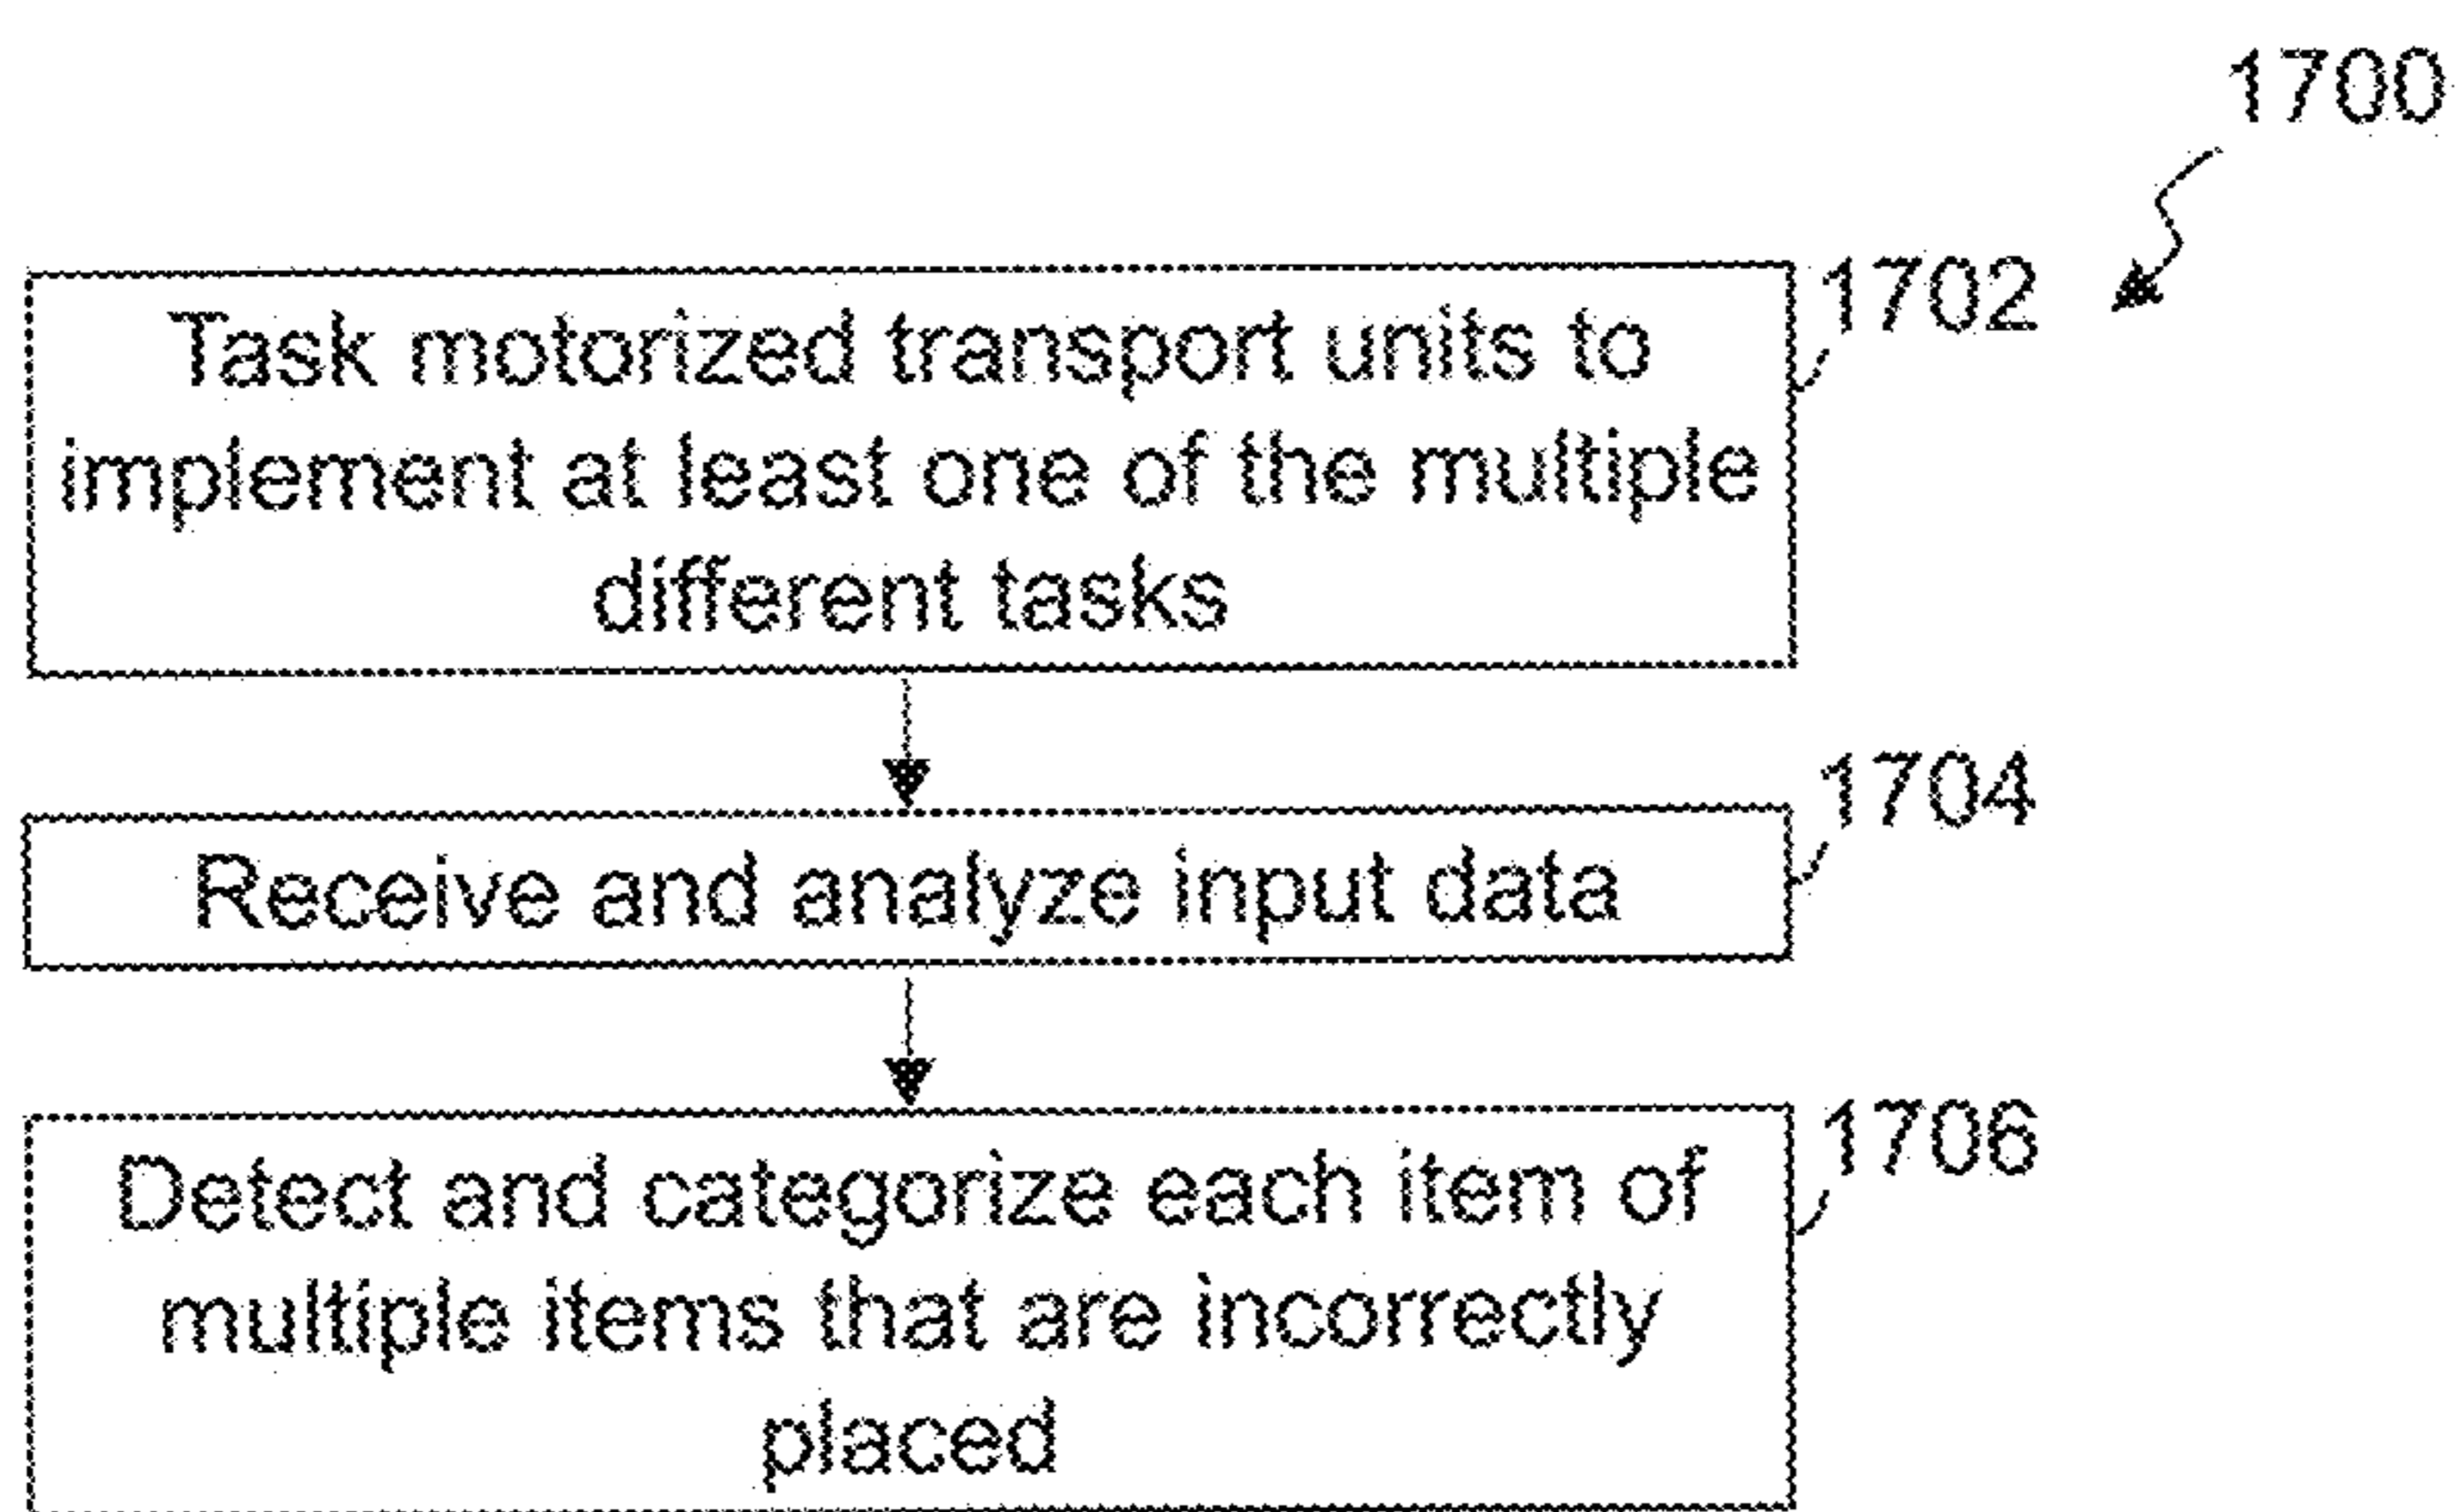 1700
1702
Task motorized transport units to
implement at least one of the multiple
different tasks
1704
Receive and analyze input data
1706
Detect and categorize each item of
multiple items that are incorrectly
placed